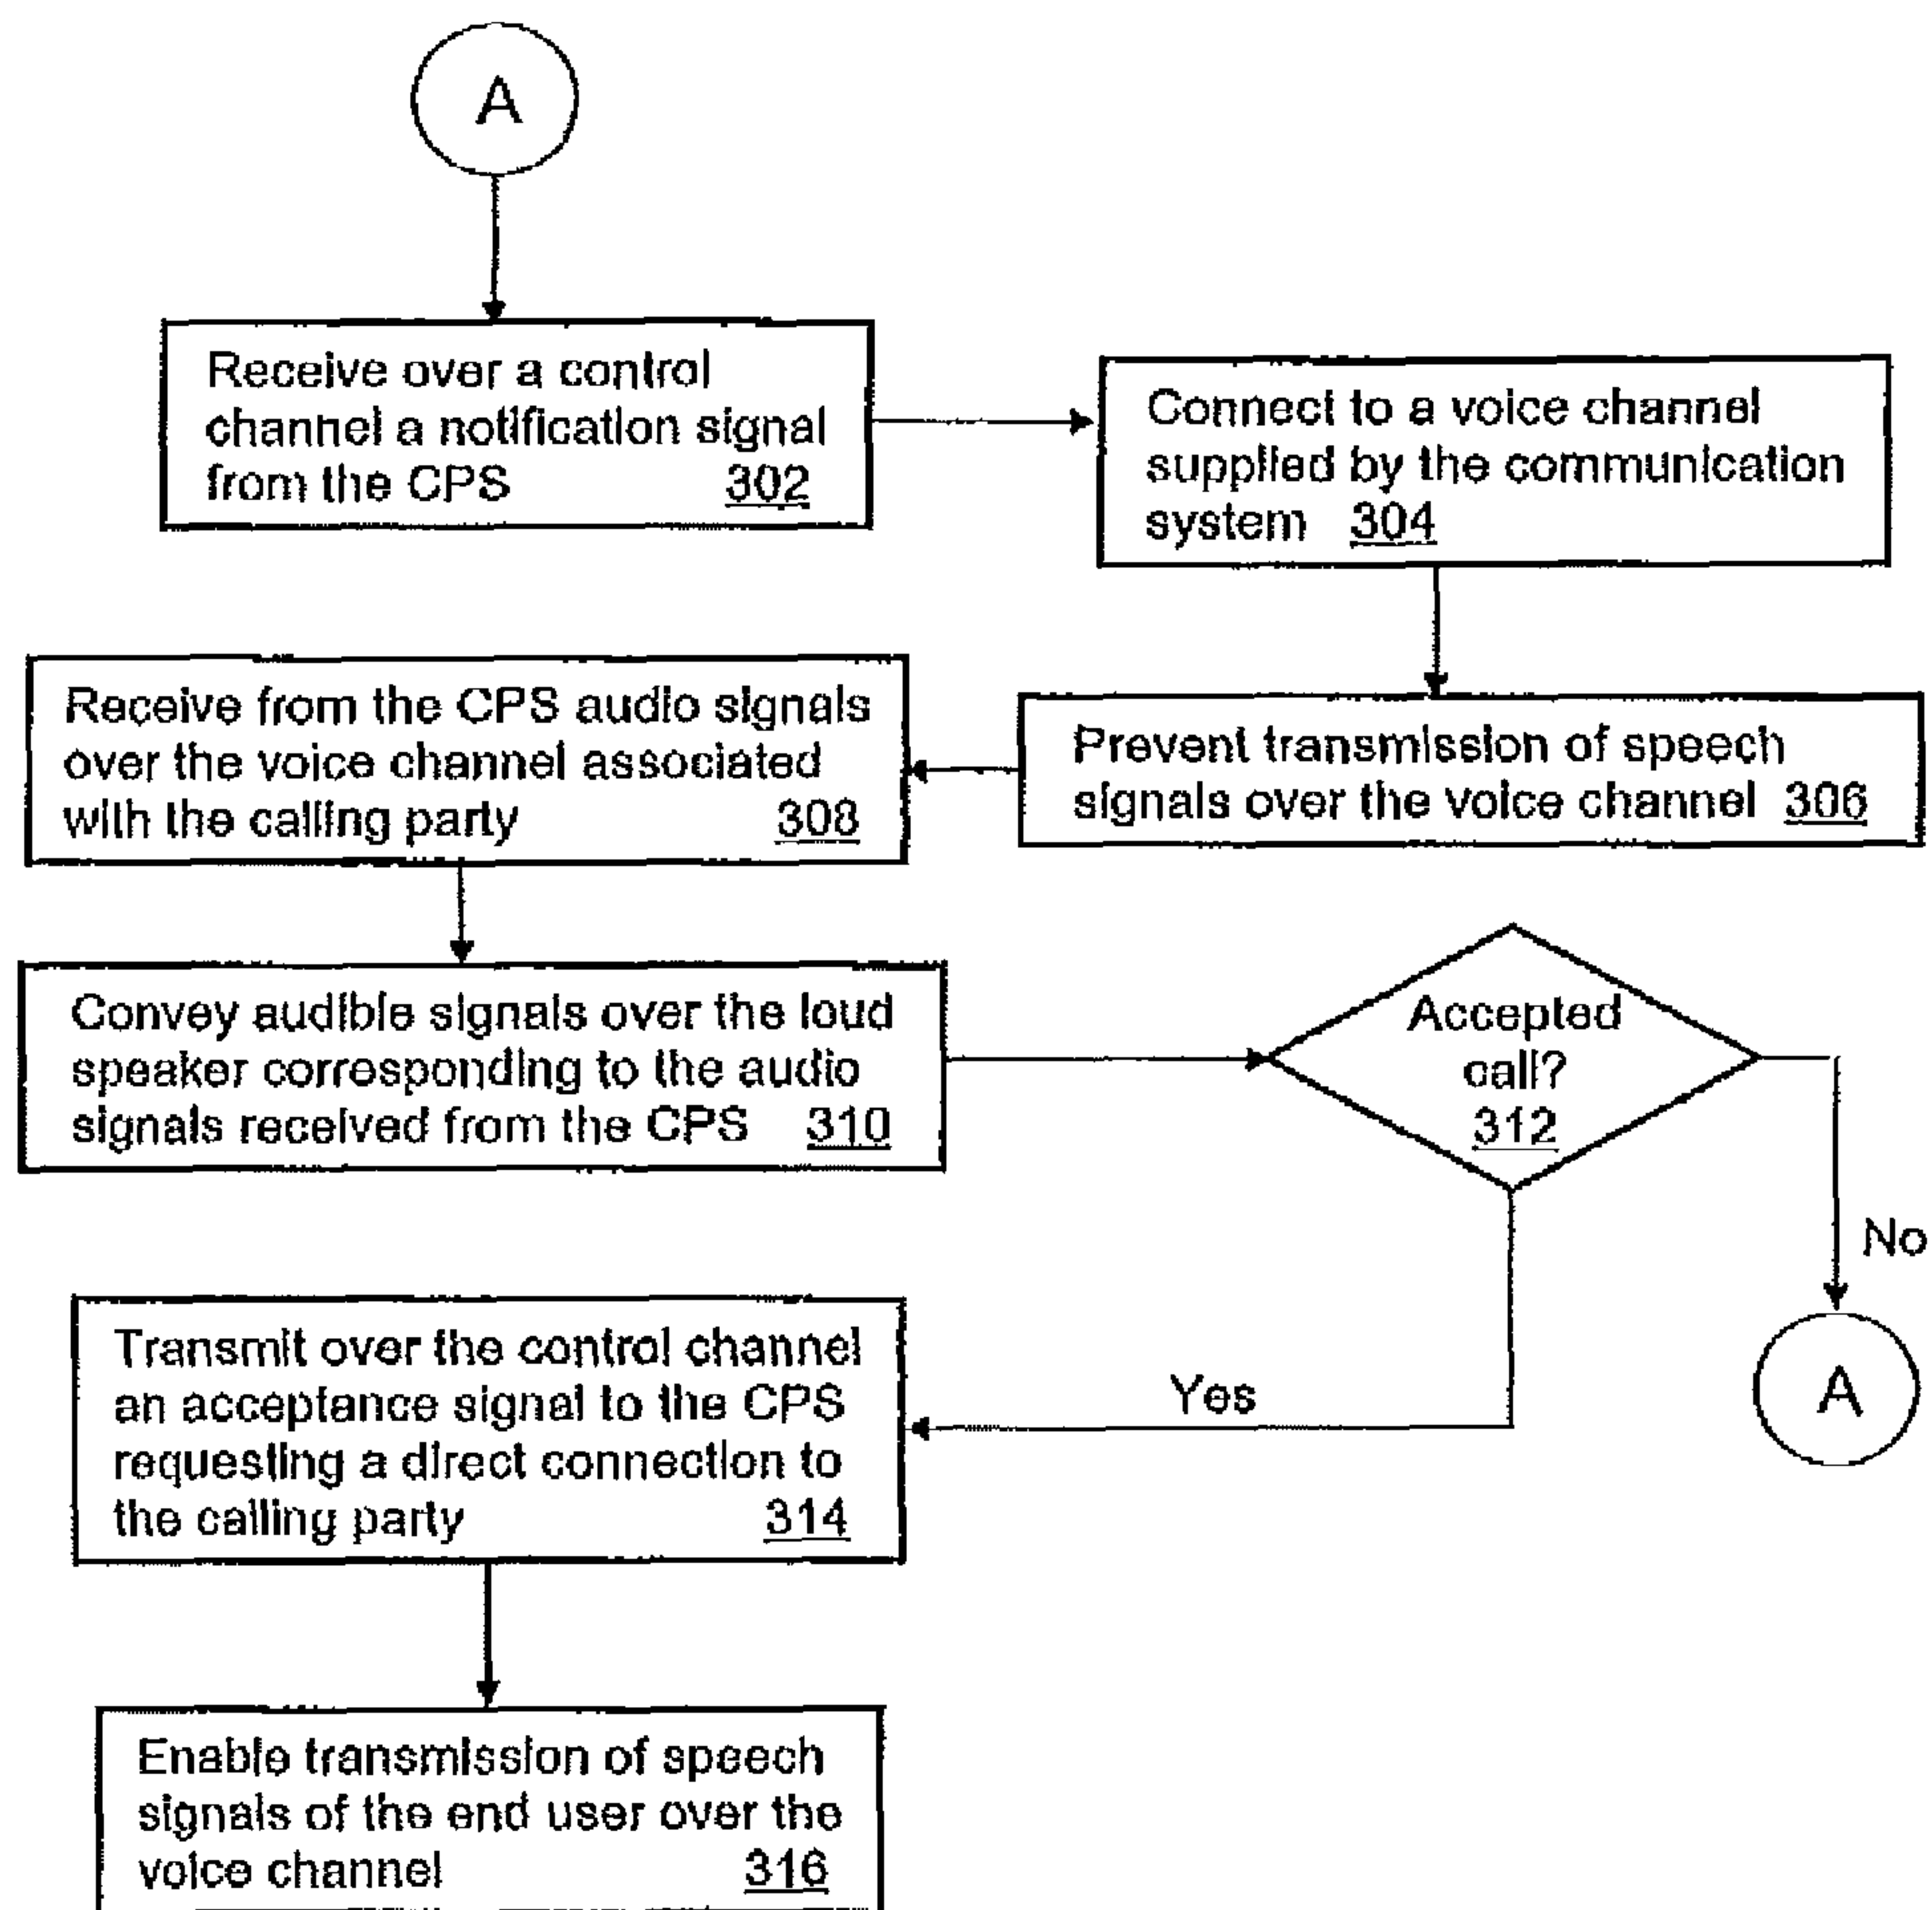 A
Receive over a control
channel a notification signal
from the CPS 302
Connect to a voice channel
supplied by the communication
system 304
Prevent transmission of speech
signals over the voice channel 306
Receive from the CPS audio signals
over the voice channel associated
with the calling party 308
Convey audible signals over the loud
speaker corresponding to the audio
signals received from the CPS 310
Accepted
call?
312
No
A
Yes
Transmit over the control channel
an acceptance signal to the CPS
requesting a direct connection to
the calling party 314
Enable transmission of speech
signals of the end user over the
voice channel 316